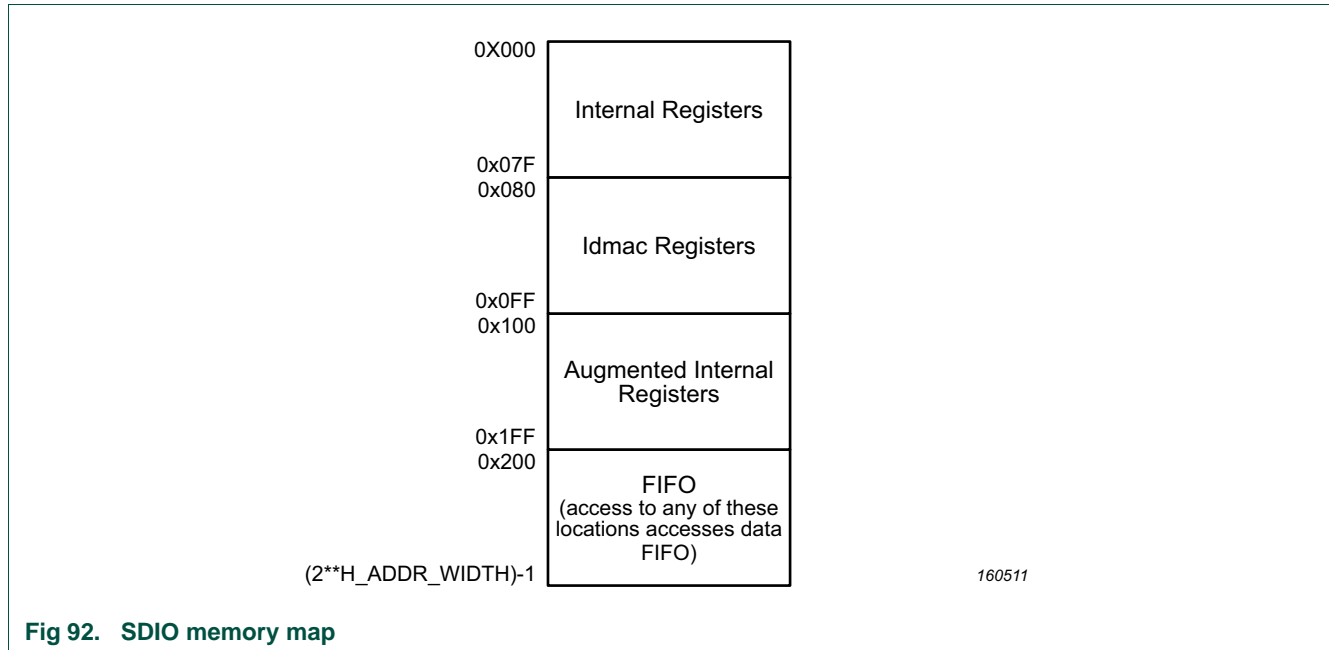 0X000
Internal Registers
0x07F
0x080
Idmac Registers
0x0FF
0x100
Augmented Internal
Registers
0x1FF
0x200
FIFO
(access to any of these
locations accesses data
FIFO)
(2**H_ADDR_WIDTH)-1
160511
Fig 92. SDIO memory map